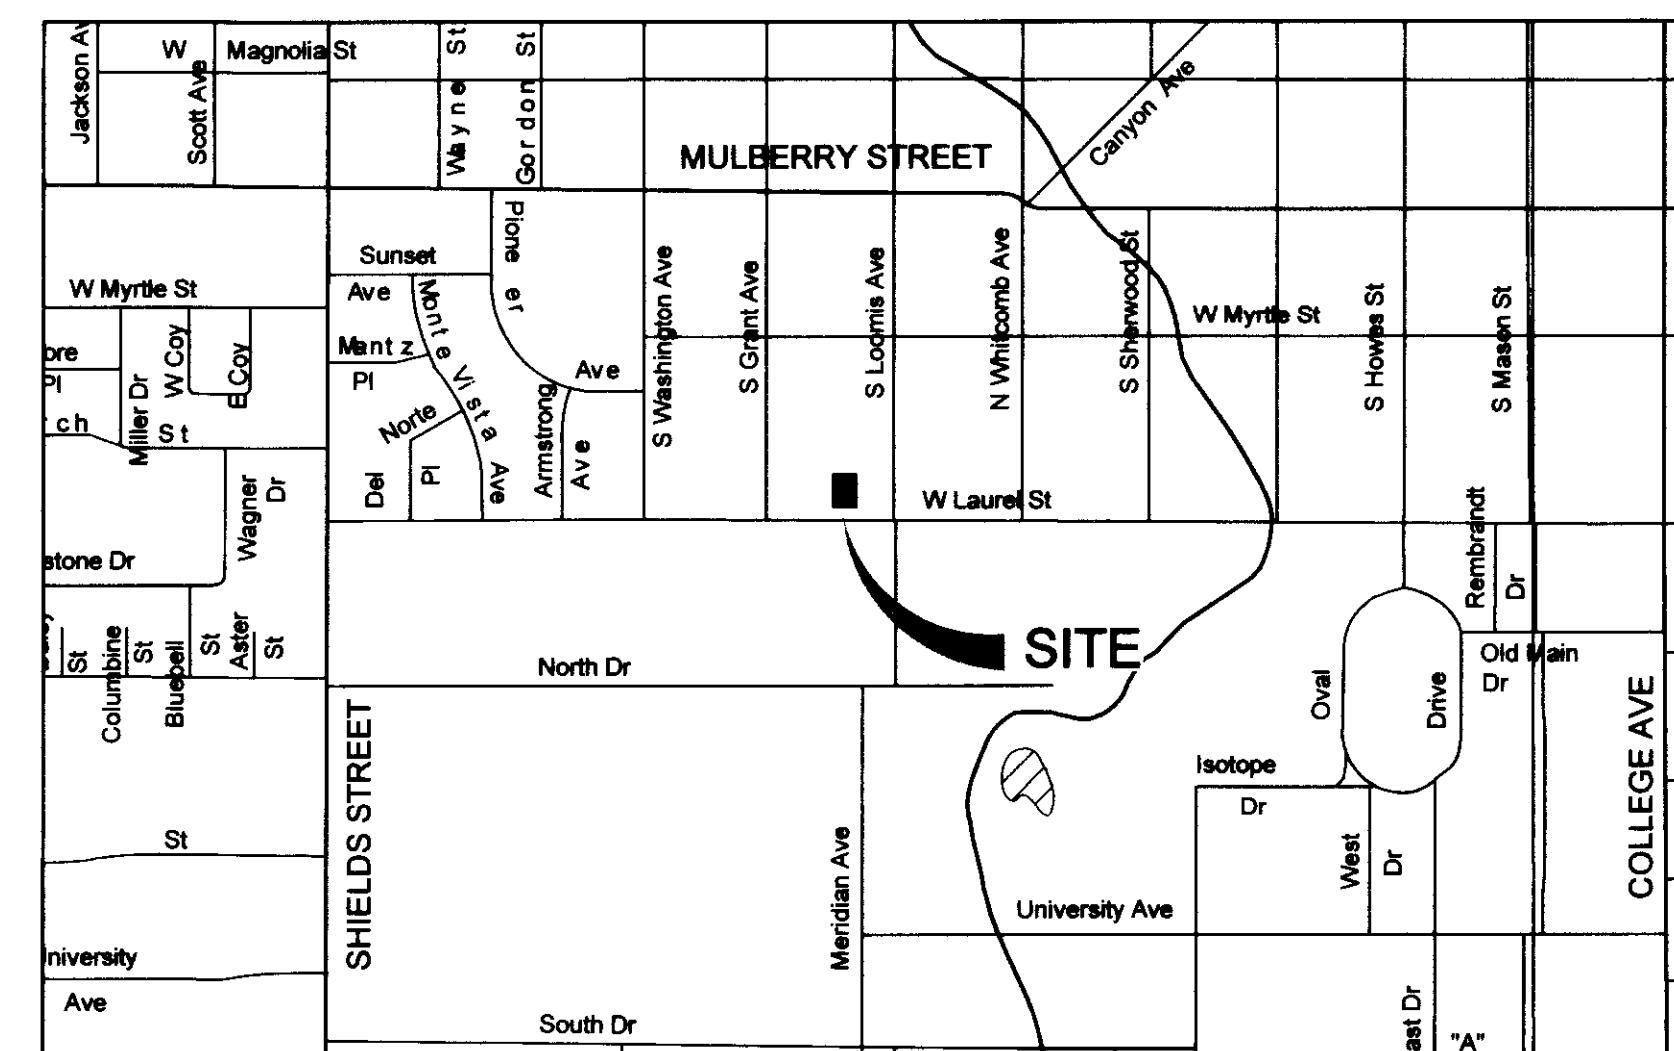 Jackson Av
W Magnolia St
Scott Ave
Wayne St
Gordon St
Canyon Ave
MULBERRY STREET
Pioneer
Ave
Sunset
Ave
W Myrtle St
Monte Vista Ave
Mantz
Pl
Norte
Del
Pl
Armstrong
Ave
S Washington Ave
S Grant Ave
S Loomis Ave
N Whitcomb Ave
S Sherwood St
W Myrtle St
S Howes St
S Mason St
ore
Pl
W Coy
E Coy
Miller Dr
rch
St
Wagner
Dr
W Laurel St
Rembrandt
Dr
stone Dr
St
Columbine
St
Bluebell
St
Aster
St
North Dr
SITE
Old Main
Dr
Oval
Drive
SHIELDS STREET
COLLEGE AVE
Isotope
Dr
St
Meridian Ave
West
Dr
University Ave
niversity
Ave
South Dr
ast Dr
"A"